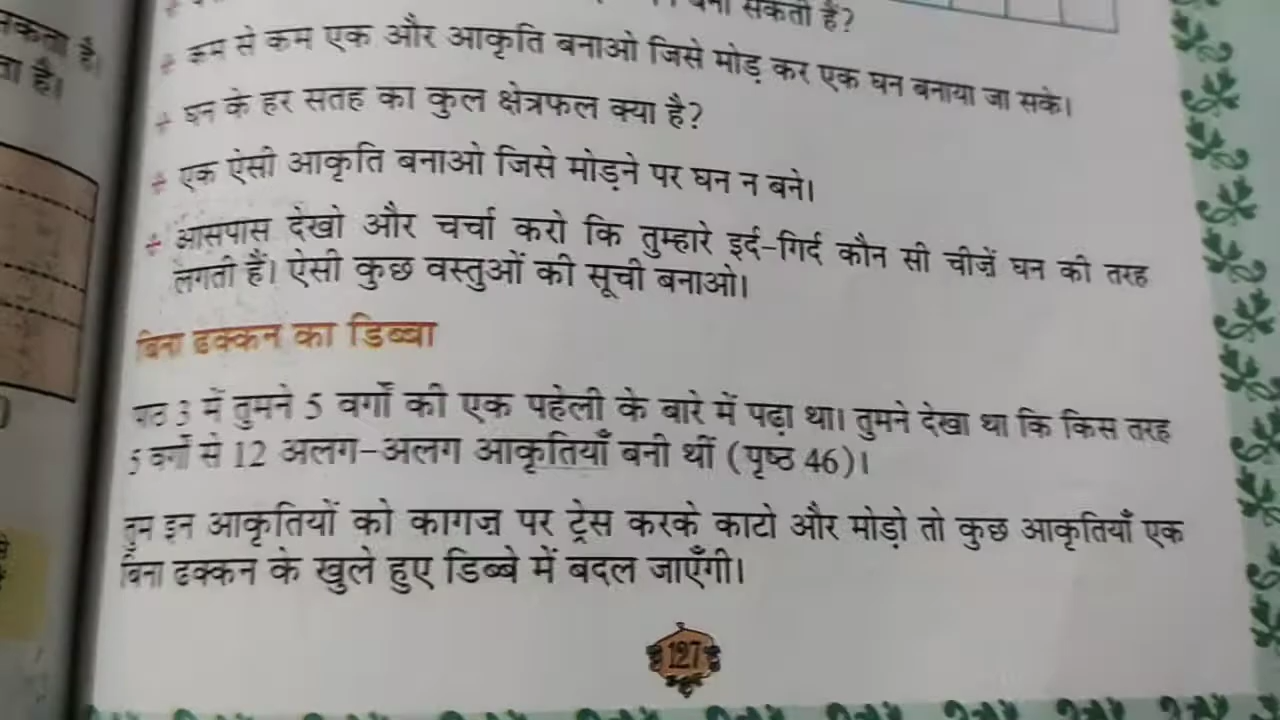 बना सकती हैं?
कम से कम एक और आकृति बनाओ जिसे मोड़ कर एक घन बनाया जा सके।
घन के हर सतह का कुल क्षेत्रफल क्या है?
एक ऐसी आकृति बनाओ जिसे मोड़ने पर घन न बने।
आसपास देखो और चर्चा करो कि तुम्हारे इर्द-गिर्द कौन सी चीज़ें घन की तरह
लगती हैं। ऐसी कुछ वस्तुओं की सूची बनाओ।
बिना ढक्कन का डिब्बा
पाठ 3 में तुमने 5 वर्गों की एक पहेली के बारे में पढ़ा था। तुमने देखा था कि किस तरह
5 वर्गों से 12 अलग-अलग आकृतियाँ बनी थीं (पृष्ठ 46)।
तुम इन आकृतियों को कागज़ पर ट्रेस करके काटो और मोड़ो तो कुछ आकृतियाँ एक
बिना ढक्कन के खुले हुए डिब्बे में बदल जाएँगी।
127